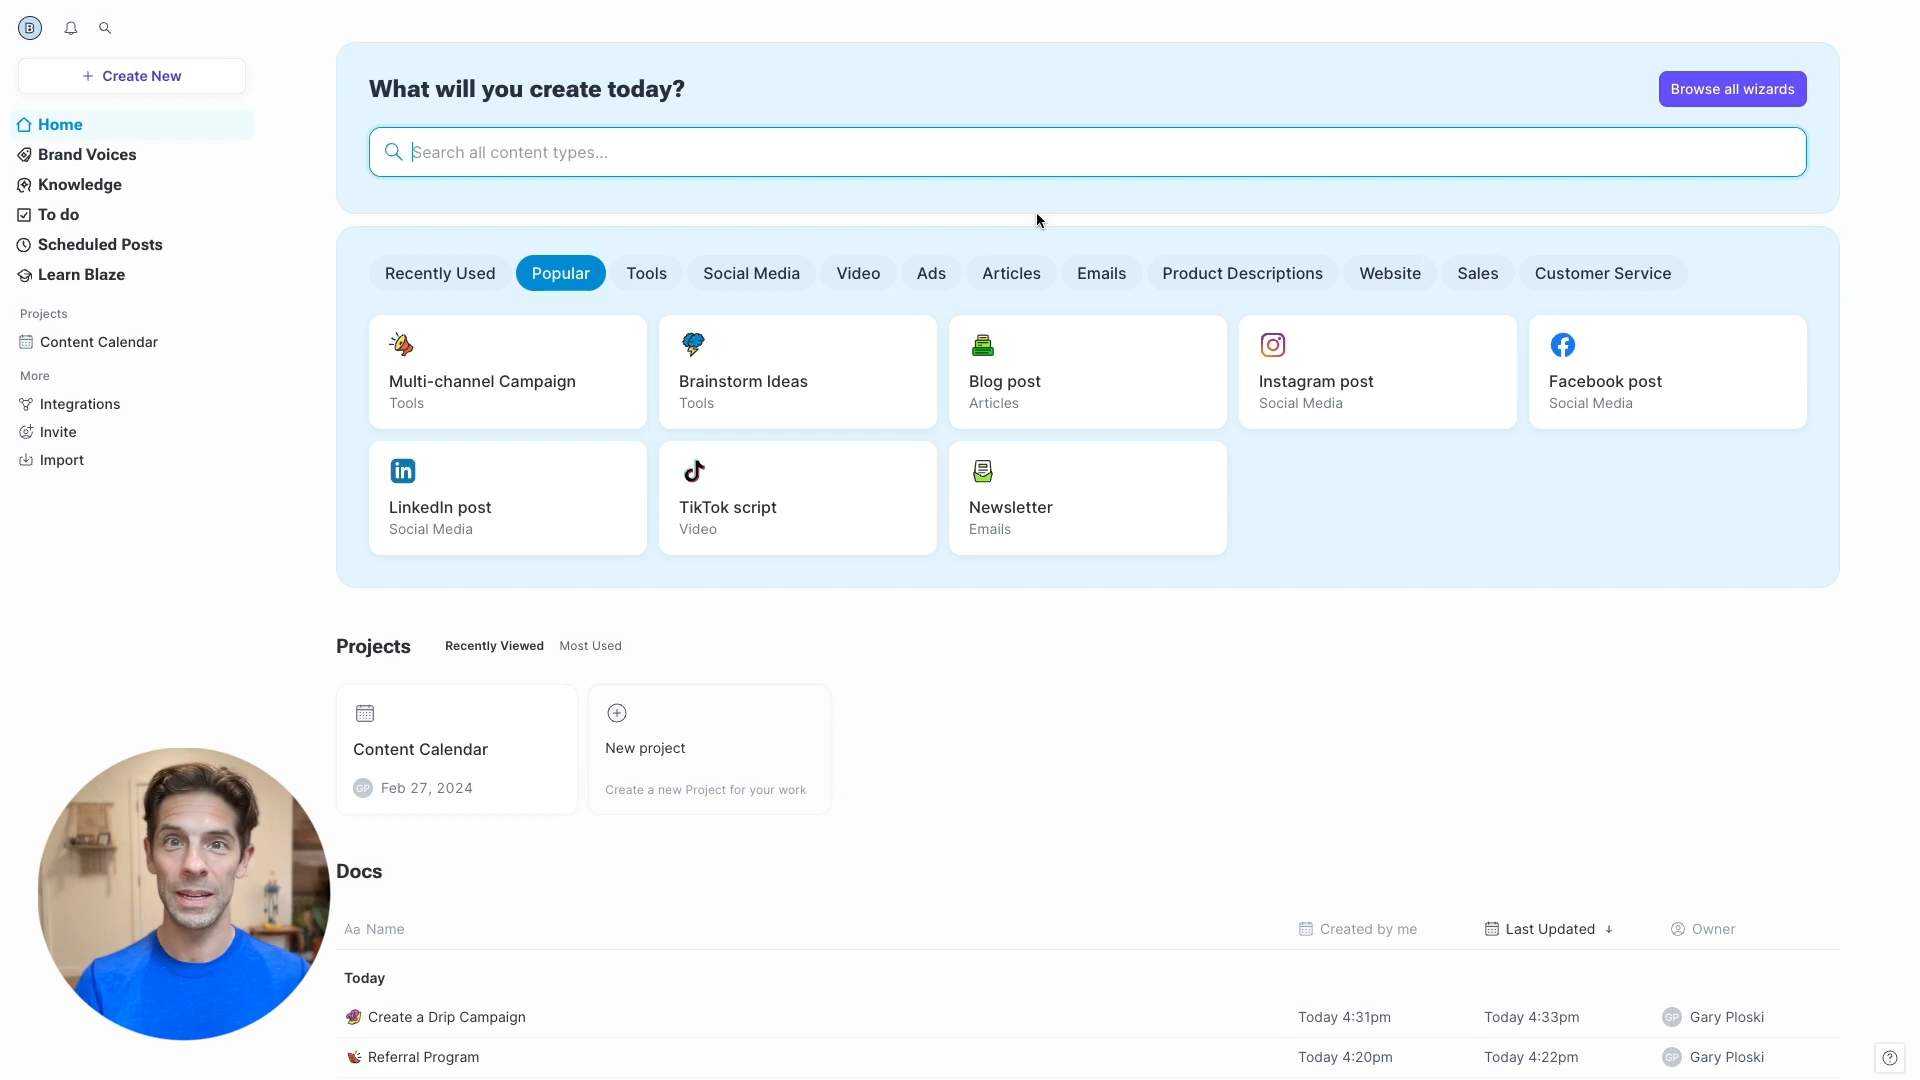 B
+ Create New
Home
Brand Voices
Knowledge
To do
Scheduled Posts
Learn Blaze
Projects
Content Calendar
More
Integrations
Invite
Import
What will you create today?
Browse all wizards
Search all content types...
Recently Used Popular Tools Social Media Video Ads Articles Emails Product Descriptions Website Sales Customer Service
Multi-channel Campaign
Tools
Brainstorm Ideas
Tools
Blog post
Articles
Instagram post
Social Media
Facebook post
Social Media
in
LinkedIn post
Social Media
TikTok script
Video
Newsletter
Emails
Projects Recently Viewed Most Used
Content Calendar
GP Feb 27, 2024
New project
Create a new Project for your work
Docs
Aa Name Created by me Last Updated ↓ Owner
Today
Create a Drip Campaign Today 4:31pm Today 4:33pm GP Gary Ploski
Referral Program Today 4:20pm Today 4:22pm GP Gary Ploski